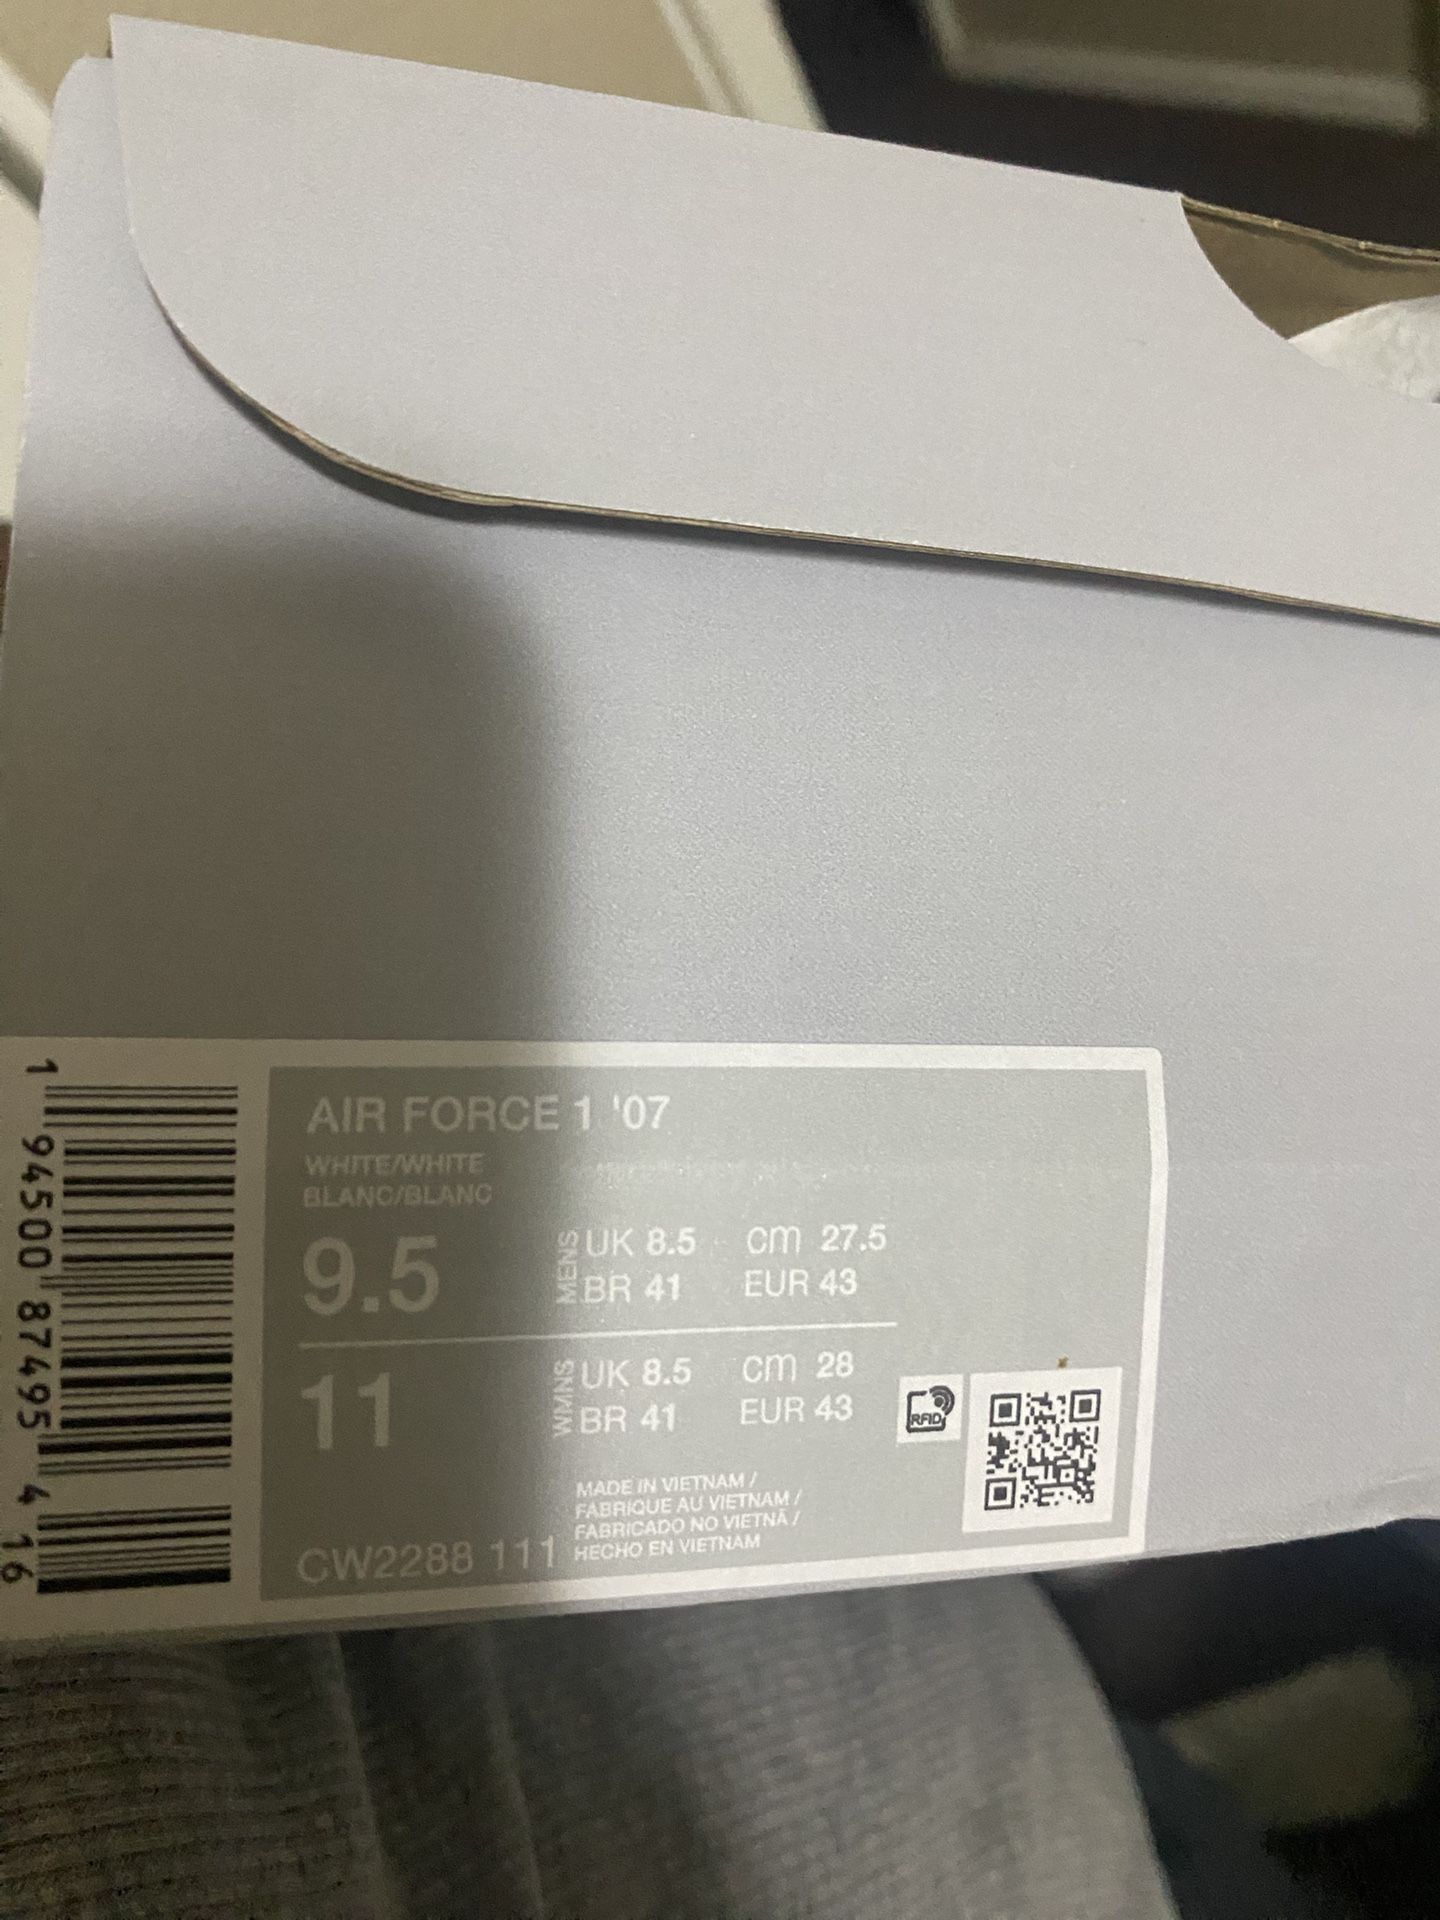 AIR FORCE 1 '07
WHITE/WHITE
BLANC/BLANC
9.5 MENS UK 8.5 cm 27.5
BR 41 EUR 43
11 WMNS UK 8.5 cm 28
BR 41 EUR 43
RFID
MADE IN VIETNAM /
FABRIQUE AU VIETNAM /
FABRICADO NO VIETNÃ /
HECHO EN VIETNAM
CW2288 111
1 94500 87495 4 16